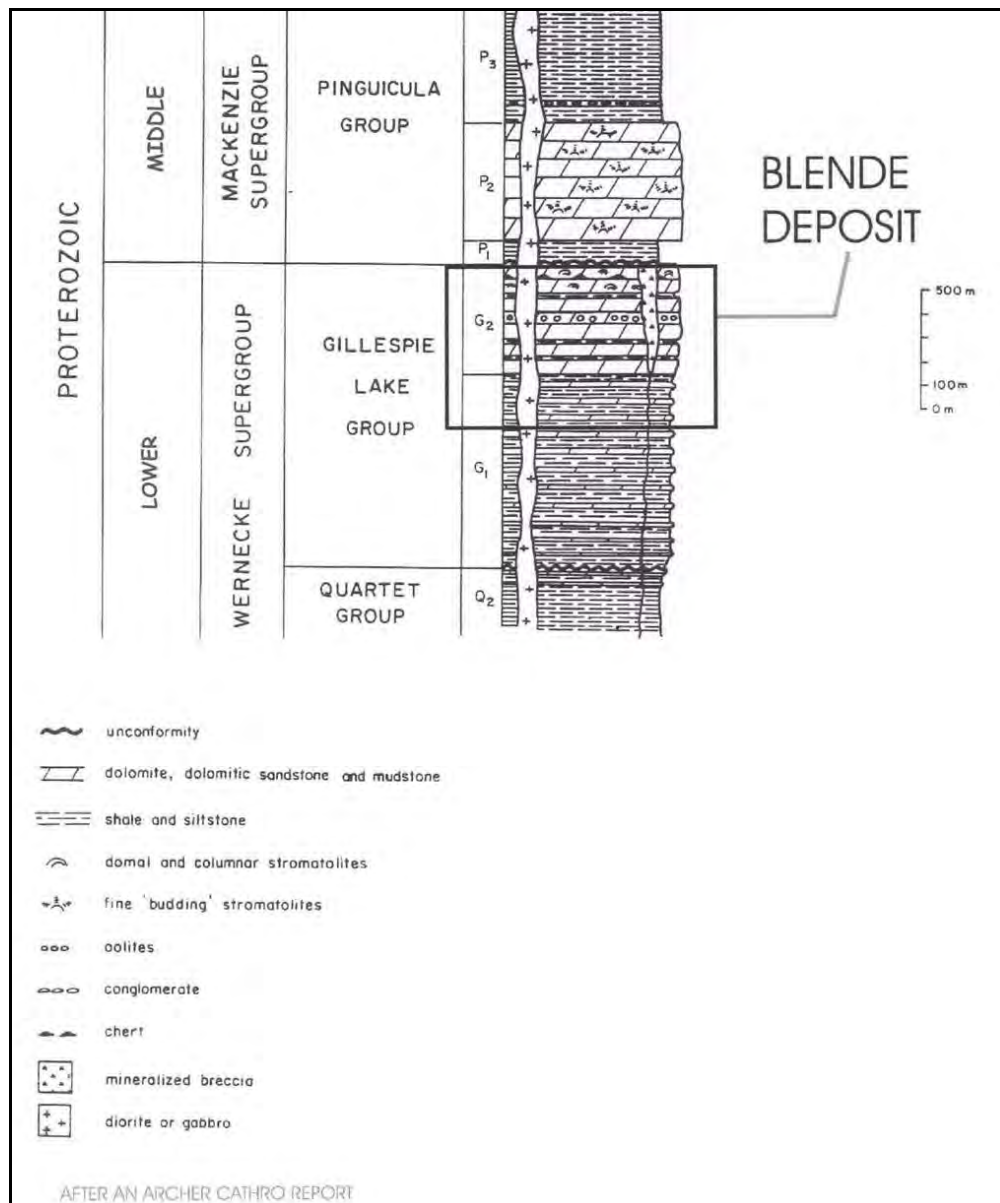 PROTEROZOIC
MIDDLE
LOWER
MACKENZIE
SUPERGROUP
WERNECKE SUPERGROUP
PINGUICULA
GROUP
GILLESPIE
LAKE
GROUP
QUARTET
GROUP
P₃
P₂
P₁
G₂
G₁
Q₂
BLENDE
DEPOSIT
500 m
100 m
0 m
unconformity
dolomite, dolomitic sandstone and mudstone
shale and siltstone
domal and columnar stromatolites
fine 'budding' stromatolites
oolites
conglomerate
chert
mineralized breccia
diorite or gabbro
AFTER AN ARCHER CATHRO REPORT